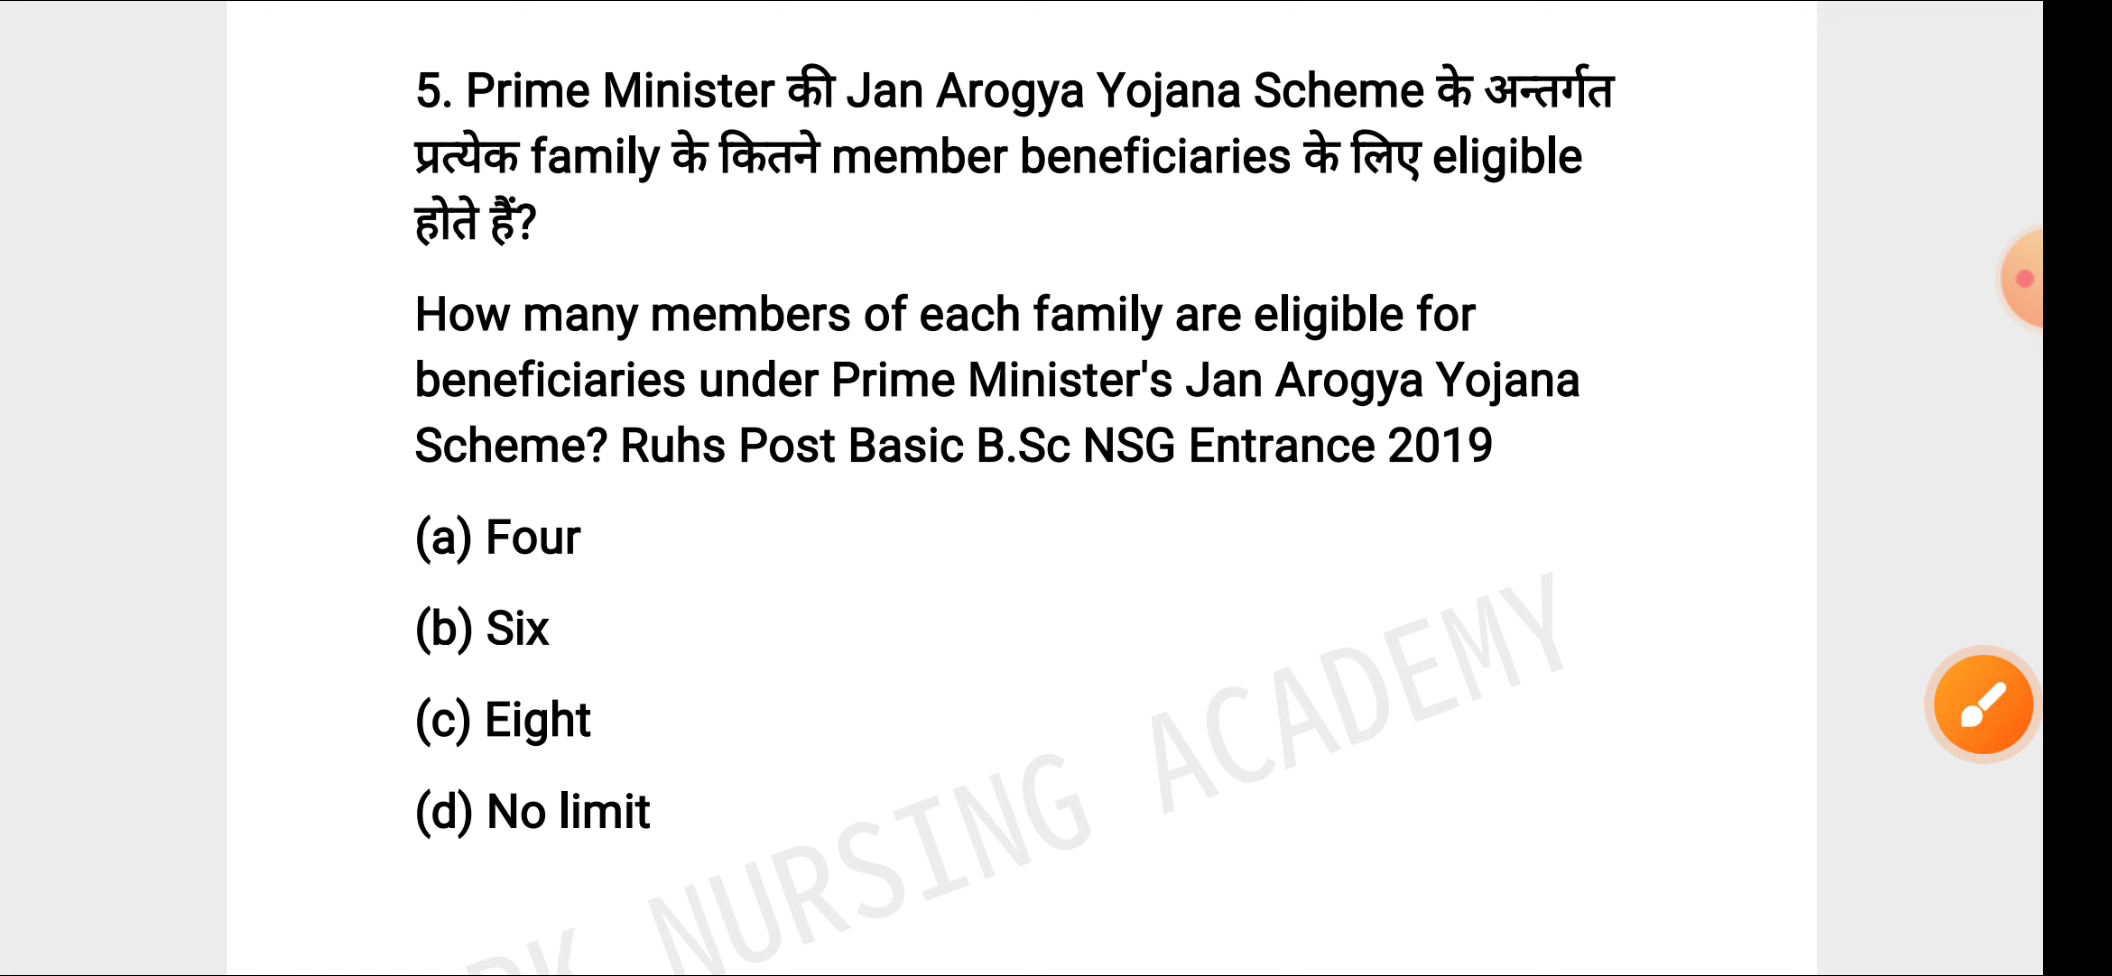 5. Prime Minister की Jan Arogya Yojana Scheme के अन्तर्गत
प्रत्येक family के कितने member beneficiaries के लिए eligible
होते हैं?
How many members of each family are eligible for
beneficiaries under Prime Minister's Jan Arogya Yojana
Scheme? Ruhs Post Basic B.Sc NSG Entrance 2019
(a) Four
(b) Six
(c) Eight
(d) No limit
NURSING ACADEMY